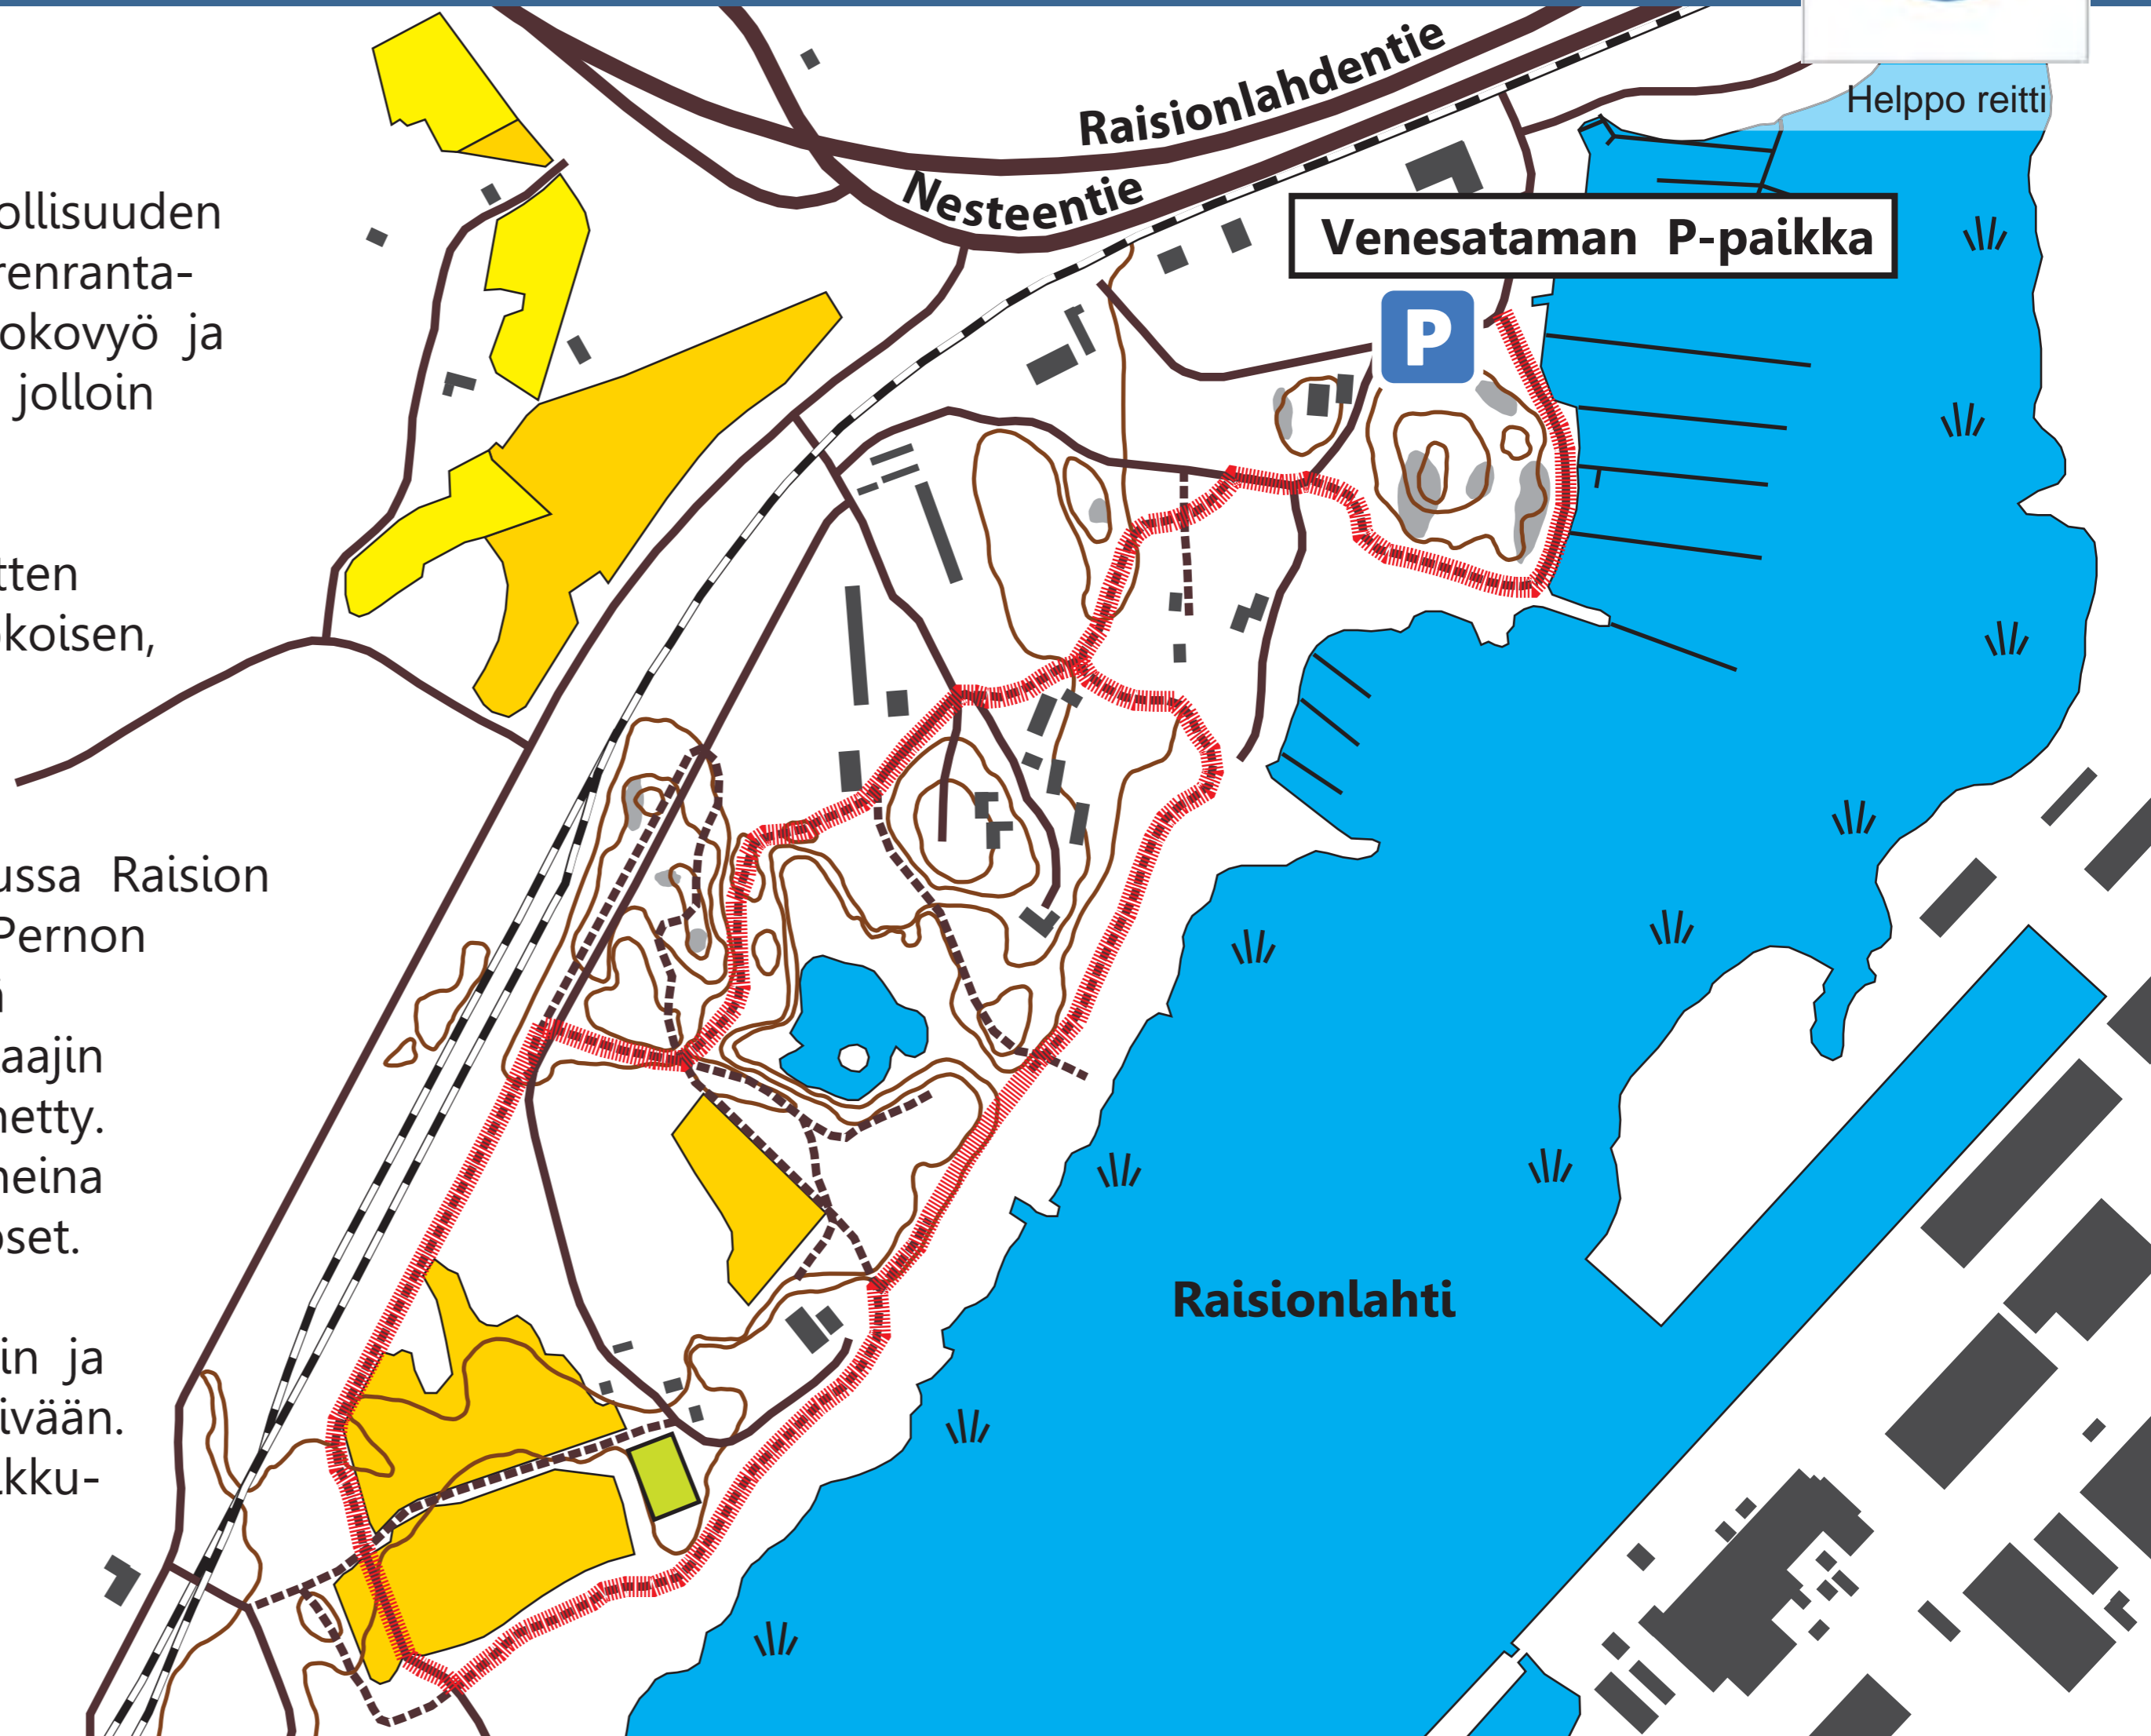 ollisuuden
renranta-
okovyö ja
jolloin
tten
okoisen,
ussa Raision
Pernon
aajin
netty.
neina
oset.
in ja
ivään.
kku-
Raisionlahdentie
Nesteentie
Helppo reitti
Venesataman P-paikka
P
Raisionlahti